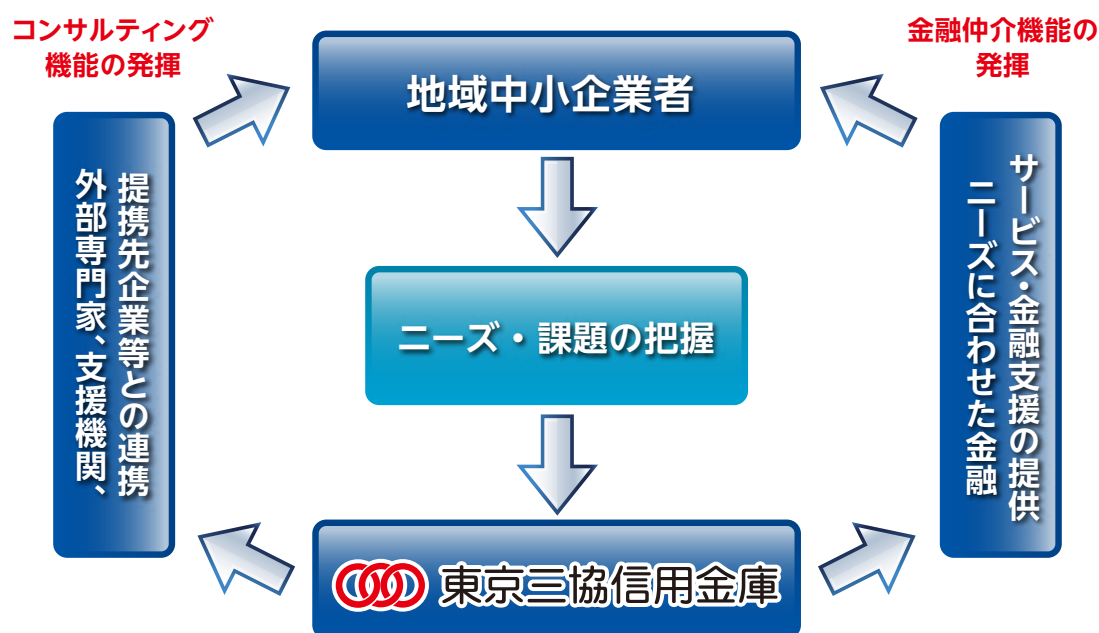 コンサルティング
機能の発揮
金融仲介機能の
発揮
地域中小企業者
外部専門家、支援機関、
提携先企業等との連携
ニーズ・課題の把握
ニーズに合わせた金融
サービス・金融支援の提供
東京三協信用金庫